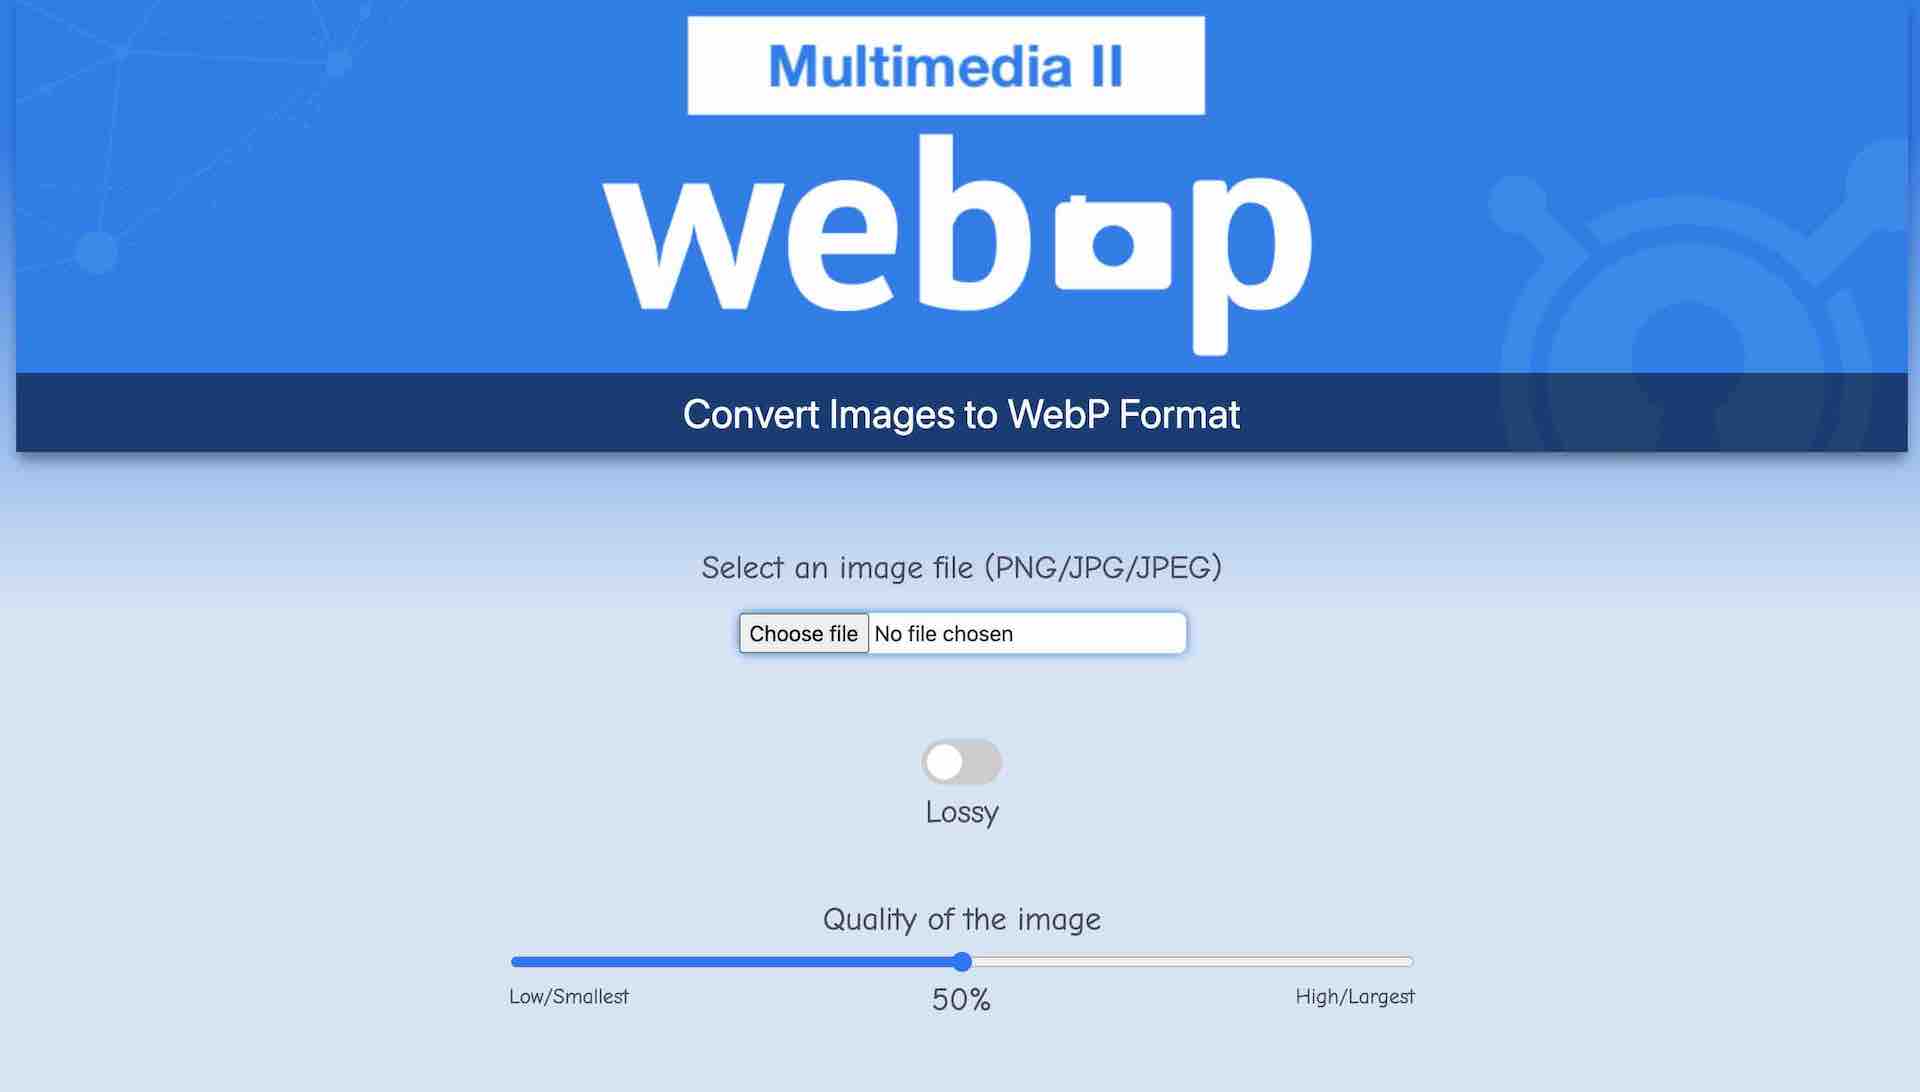 Multimedia II
web p
Convert Images to WebP Format
Select an image file (PNG/JPG/JPEG)
Choose file No file chosen
Lossy
Quality of the image
Low/Smallest 50% High/Largest